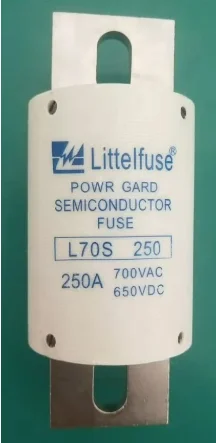 Littelfuse®
POWR GARD
SEMICONDUCTOR
FUSE
L70S 250
250A 700VAC
650VDC